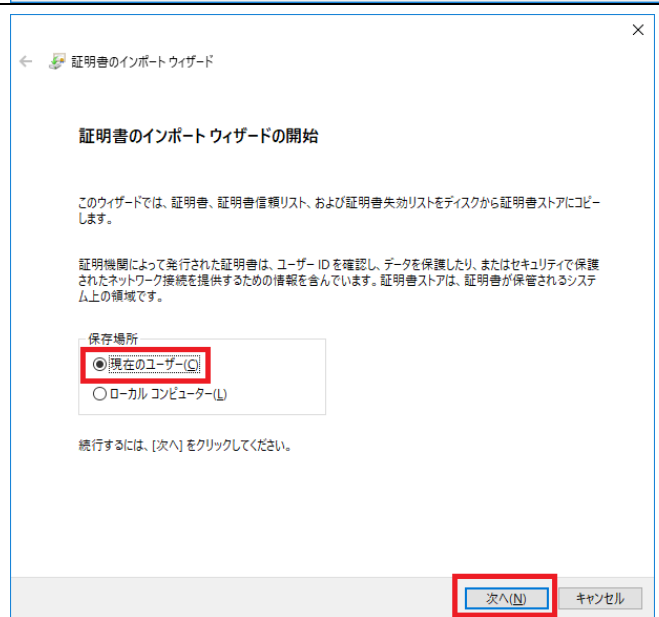 証明書のインポート ウィザード
証明書のインポート ウィザードの開始
このウィザードでは、証明書、証明書信頼リスト、および証明書失効リストをディスクから証明書ストアにコピー
します。
証明機関によって発行された証明書は、ユーザー ID を確認し、データを保護したり、またはセキュリティで保護
されたネットワーク接続を提供するための情報を含んでいます。証明書ストアは、証明書が保管されるシステ
ム上の領域です。
保存場所
現在のユーザー(C)
ローカル コンピューター(L)
続行するには、[次へ] をクリックしてください。
次へ(N)
キャンセル